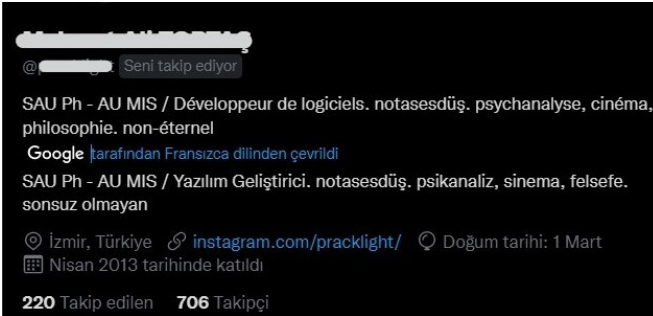 Seni takip ediyor
SAU Ph - AU MIS / Développeur de logiciels. notasesdüş. psychanalyse, cinéma,
philosophie. non-éternel
Google tarafından Fransızca dilinden çevrildi
SAU Ph - AU MIS / Yazılım Geliştirici. notasesdüş. psikanaliz, sinema, felsefe.
sonsuz olmayan
İzmir, Türkiye instagram.com/pracklight/ Doğum tarihi: 1 Mart
Nisan 2013 tarihinde katıldı
220 Takip edilen 706 Takipçi